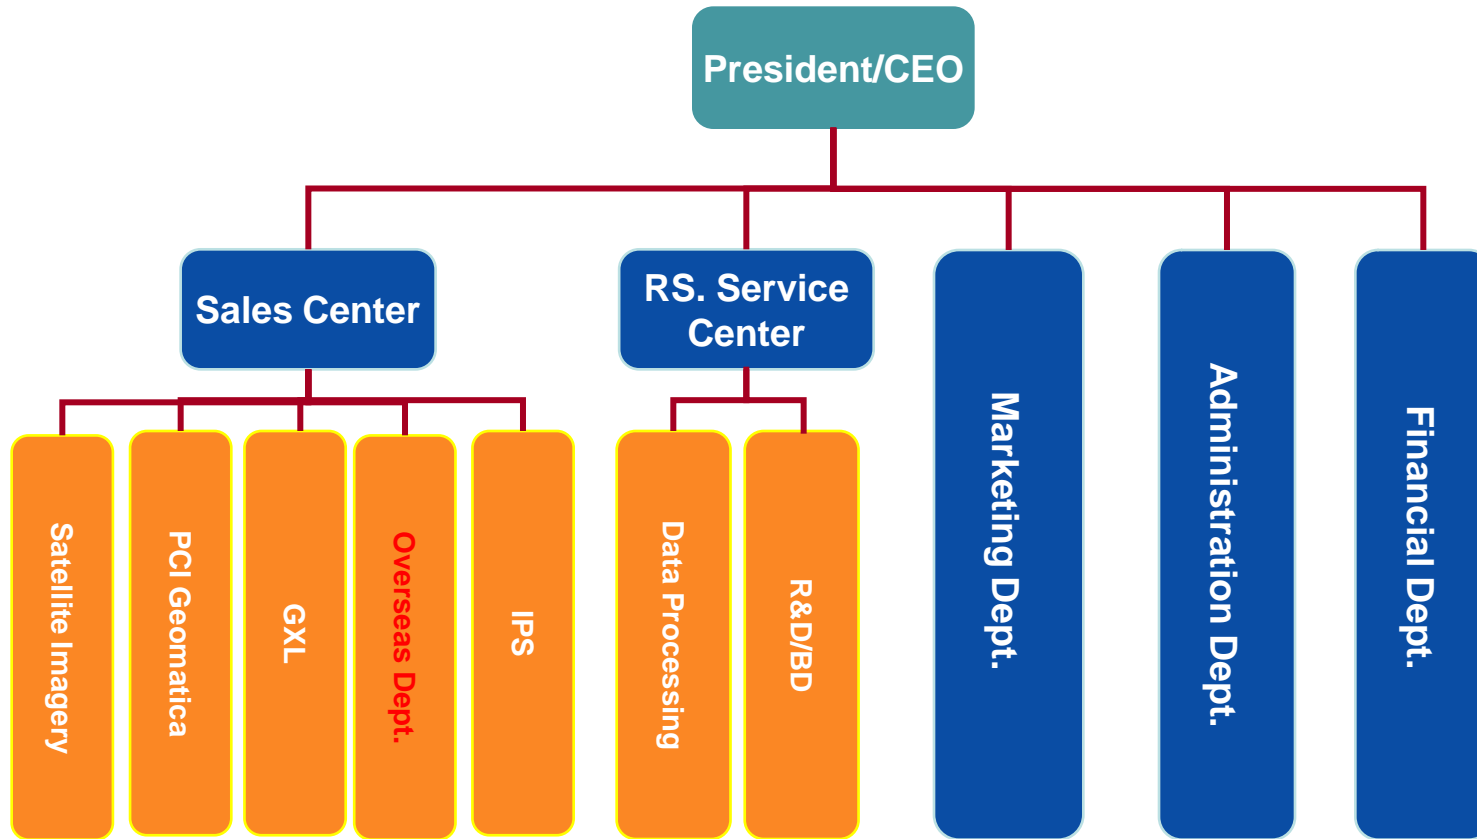 President/CEO
Sales Center
RS. Service
Center
Marketing Dept.
Administration Dept.
Financial Dept.
Satellite Imagery
PCI Geomatica
GXL
Overseas Dept.
IPS
Data Processing
R&D/BD